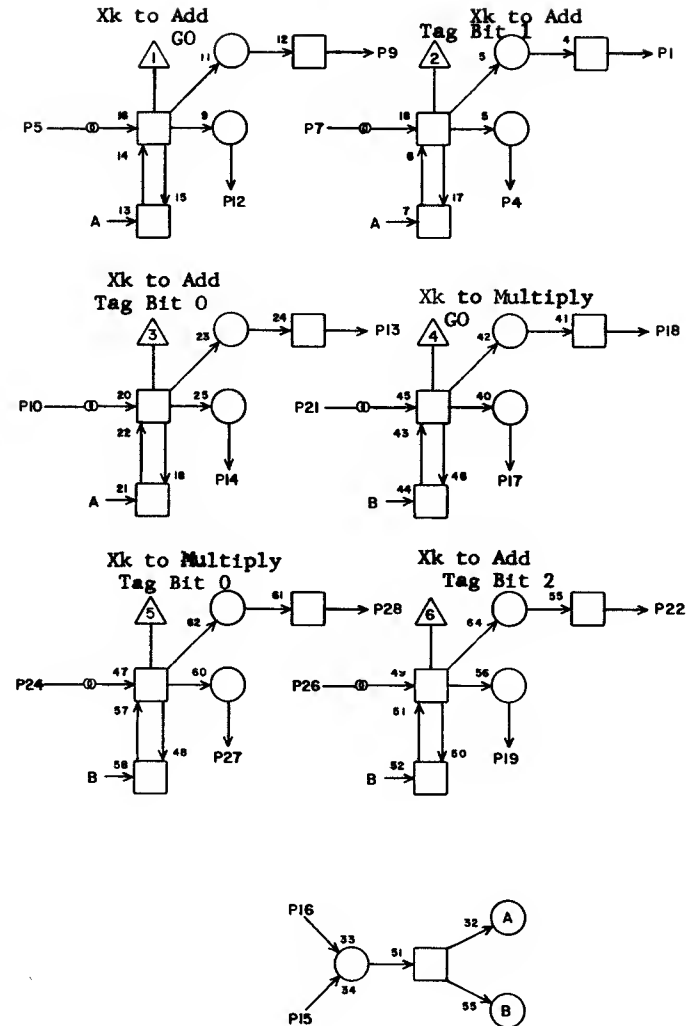 Xk to Add
GO
1
11
12
P9
P5
16
9
14
15
P12
A
13
Xk to Add
Tag Bit 1
2
5
4
P1
P7
18
5
6
17
P4
A
7
Xk to Add
Tag Bit 0
3
23
24
P13
P10
20
25
22
18
P14
A
21
Xk to Multiply
GO
4
42
41
P18
P21
45
40
43
46
P17
B
44
Xk to Multiply
Tag Bit 0
5
62
61
P28
P24
47
60
57
48
P27
B
58
Xk to Add
Tag Bit 2
6
64
55
P22
P26
49
56
51
50
P19
B
52
P16
33
34
51
32
A
55
B
P15